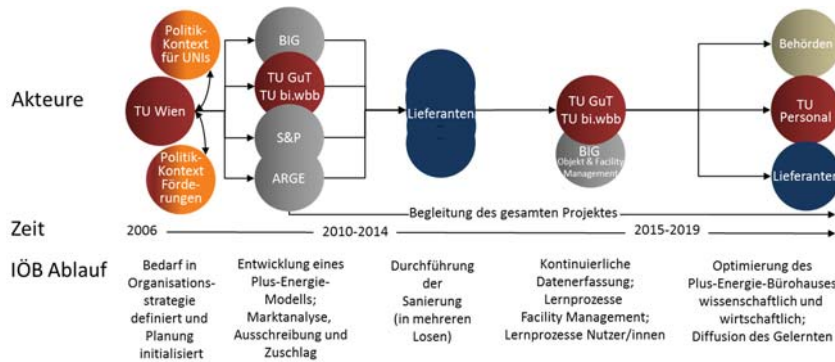 Akteure
Politik-
Kontext
für UNIs
TU Wien
Politik-
Kontext
Förde-
rungen
BIG
TU GuT
TU bi.wbb
S&P
ARGE
Lieferanten
TU GuT
TU bi.wbb
BIG
Objekt & Facility
Management
Behörden
TU
Personal
Lieferanten
Begleitung des gesamten Projektes
Zeit
2006
2010-2014
2015-2019
IÖB Ablauf
Bedarf in
Organisations-
strategie
definiert und
Planung
initialisiert
Entwicklung eines
Plus-Energie-
Modells;
Marktanalyse,
Ausschreibung und
Zuschlag
Durchführung
der
Sanierung
(in mehreren
Losen)
Kontinuierliche
Datenerfassung;
Lernprozesse
Facility Management;
Lernprozesse Nutzer/innen
Optimierung des
Plus-Energie-Bürohauses
wissenschaftlich und
wirtschaftlich;
Diffusion des Gelernten